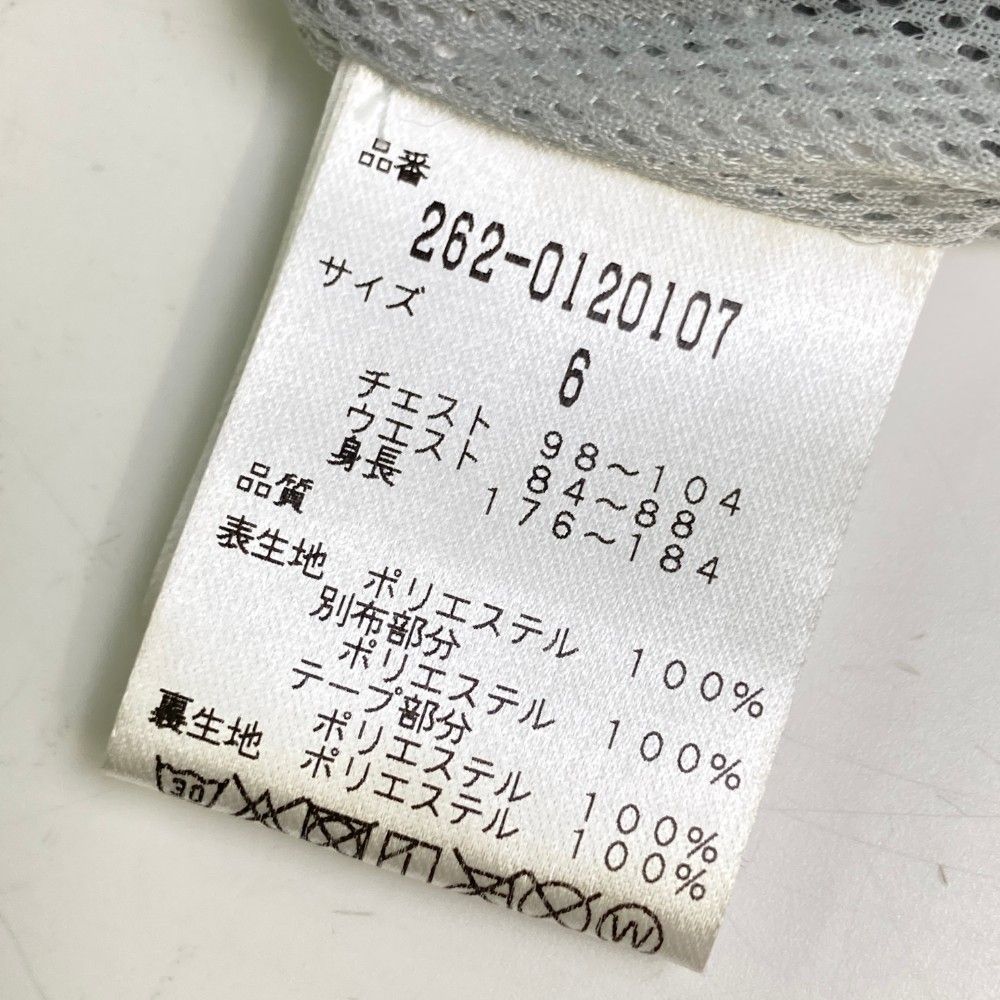 品番
262-0120107
サイズ
6
チェスト 98〜104
ウエスト 84〜88
身長 176〜184
品質
表生地 ポリエステル 100%
別布部分
ポリエステル 100%
テープ部分
ポリエステル 100%
裏生地 ポリエステル 100%
30
W